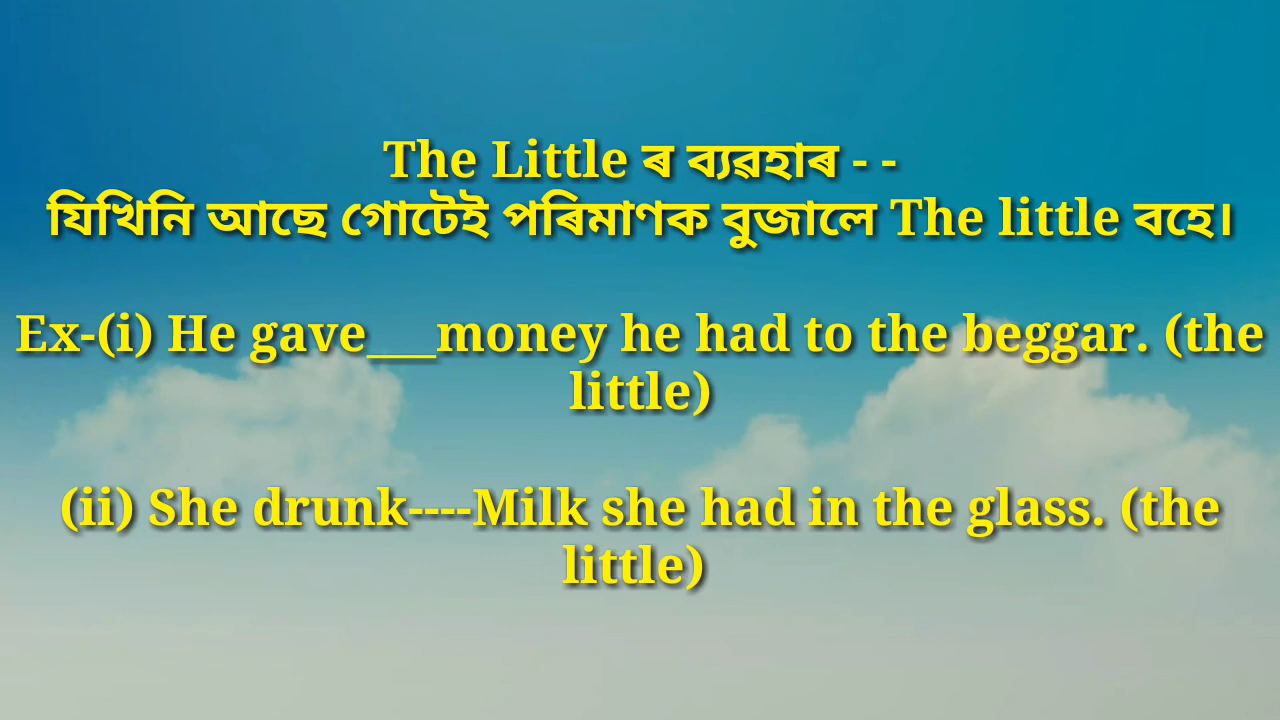 The Little ৰ ব্যৱহাৰ - -
যিখিনি আছে গোটেই পৰিমাণক বুজালে The little বহে।
Ex-(i) He gave___money he had to the beggar. (the
little)
(ii) She drunk----Milk she had in the glass. (the
little)